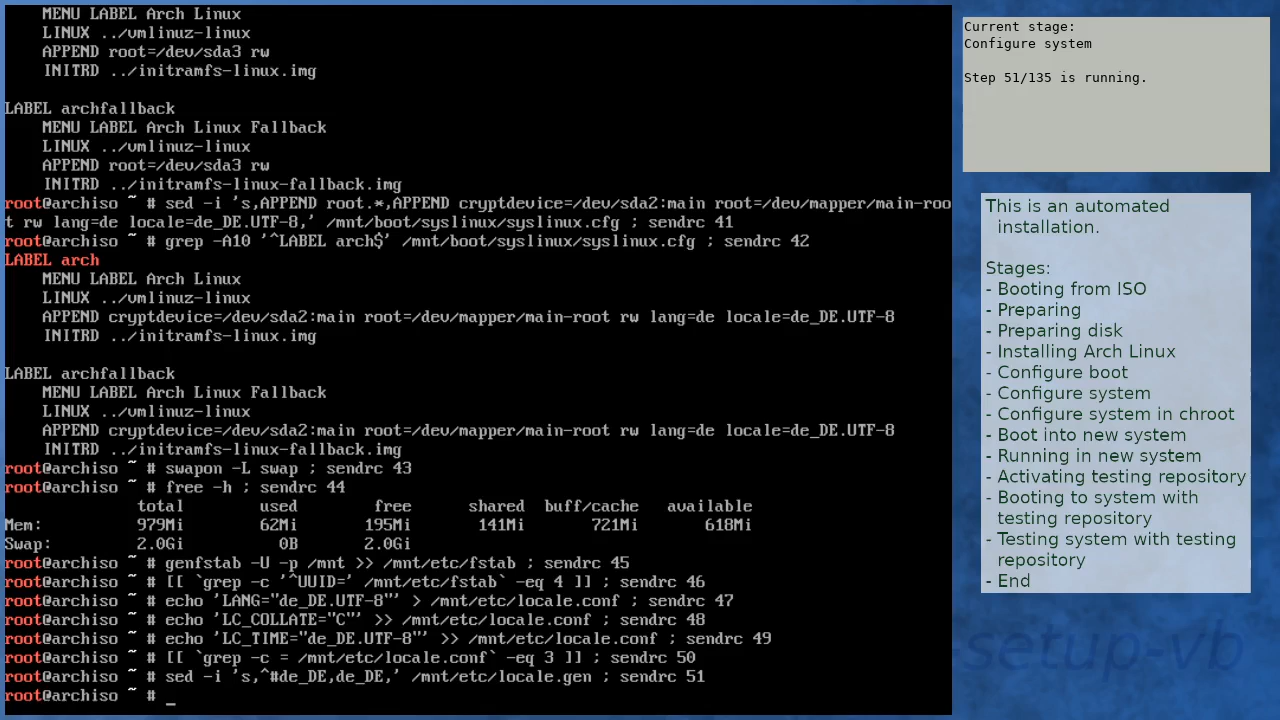 MENU LABEL Arch Linux
LINUX ../vmlinuz-linux
APPEND root=/dev/sda3 rw
INITRD ../initramfs-linux.img
LABEL archfallback
MENU LABEL Arch Linux Fallback
LINUX ../vmlinuz-linux
APPEND root=/dev/sda3 rw
INITRD ../initramfs-linux-fallback.img
root@archiso ~ # sed -i 's,APPEND root.*,APPEND cryptdevice=/dev/sda2:main root=/dev/mapper/main-roo
t rw lang=de locale=de_DE.UTF-8,' /mnt/boot/syslinux/syslinux.cfg ; sendrc 41
root@archiso ~ # grep -A10 '^LABEL arch$' /mnt/boot/syslinux/syslinux.cfg ; sendrc 42
LABEL arch
MENU LABEL Arch Linux
LINUX ../vmlinuz-linux
APPEND cryptdevice=/dev/sda2:main root=/dev/mapper/main-root rw lang=de locale=de_DE.UTF-8
INITRD ../initramfs-linux.img
LABEL archfallback
MENU LABEL Arch Linux Fallback
LINUX ../vmlinuz-linux
APPEND cryptdevice=/dev/sda2:main root=/dev/mapper/main-root rw lang=de locale=de_DE.UTF-8
INITRD ../initramfs-linux-fallback.img
root@archiso ~ # swapon -L swap ; sendrc 43
root@archiso ~ # free -h ; sendrc 44
total used free shared buff/cache available
Mem: 979Mi 62Mi 195Mi 141Mi 721Mi 618Mi
Swap: 2.0Gi 0B 2.0Gi
root@archiso ~ # genfstab -U -p /mnt >> /mnt/etc/fstab ; sendrc 45
root@archiso ~ # [[ `grep -c '^UUID=' /mnt/etc/fstab` -eq 4 ]] ; sendrc 46
root@archiso ~ # echo 'LANG="de_DE.UTF-8"' > /mnt/etc/locale.conf ; sendrc 47
root@archiso ~ # echo 'LC_COLLATE="C"' >> /mnt/etc/locale.conf ; sendrc 48
root@archiso ~ # echo 'LC_TIME="de_DE.UTF-8"' >> /mnt/etc/locale.conf ; sendrc 49
root@archiso ~ # [[ `grep -c = /mnt/etc/locale.conf` -eq 3 ]] ; sendrc 50
root@archiso ~ # sed -i 's,^#de_DE,de_DE,' /mnt/etc/locale.gen ; sendrc 51
root@archiso ~ # _
Current stage:
Configure system
Step 51/135 is running.
This is an automated
installation.
Stages:
- Booting from ISO
- Preparing
- Preparing disk
- Installing Arch Linux
- Configure boot
- Configure system
- Configure system in chroot
- Boot into new system
- Running in new system
- Activating testing repository
- Booting to system with
testing repository
- Testing system with testing
repository
- End
-setup-vb